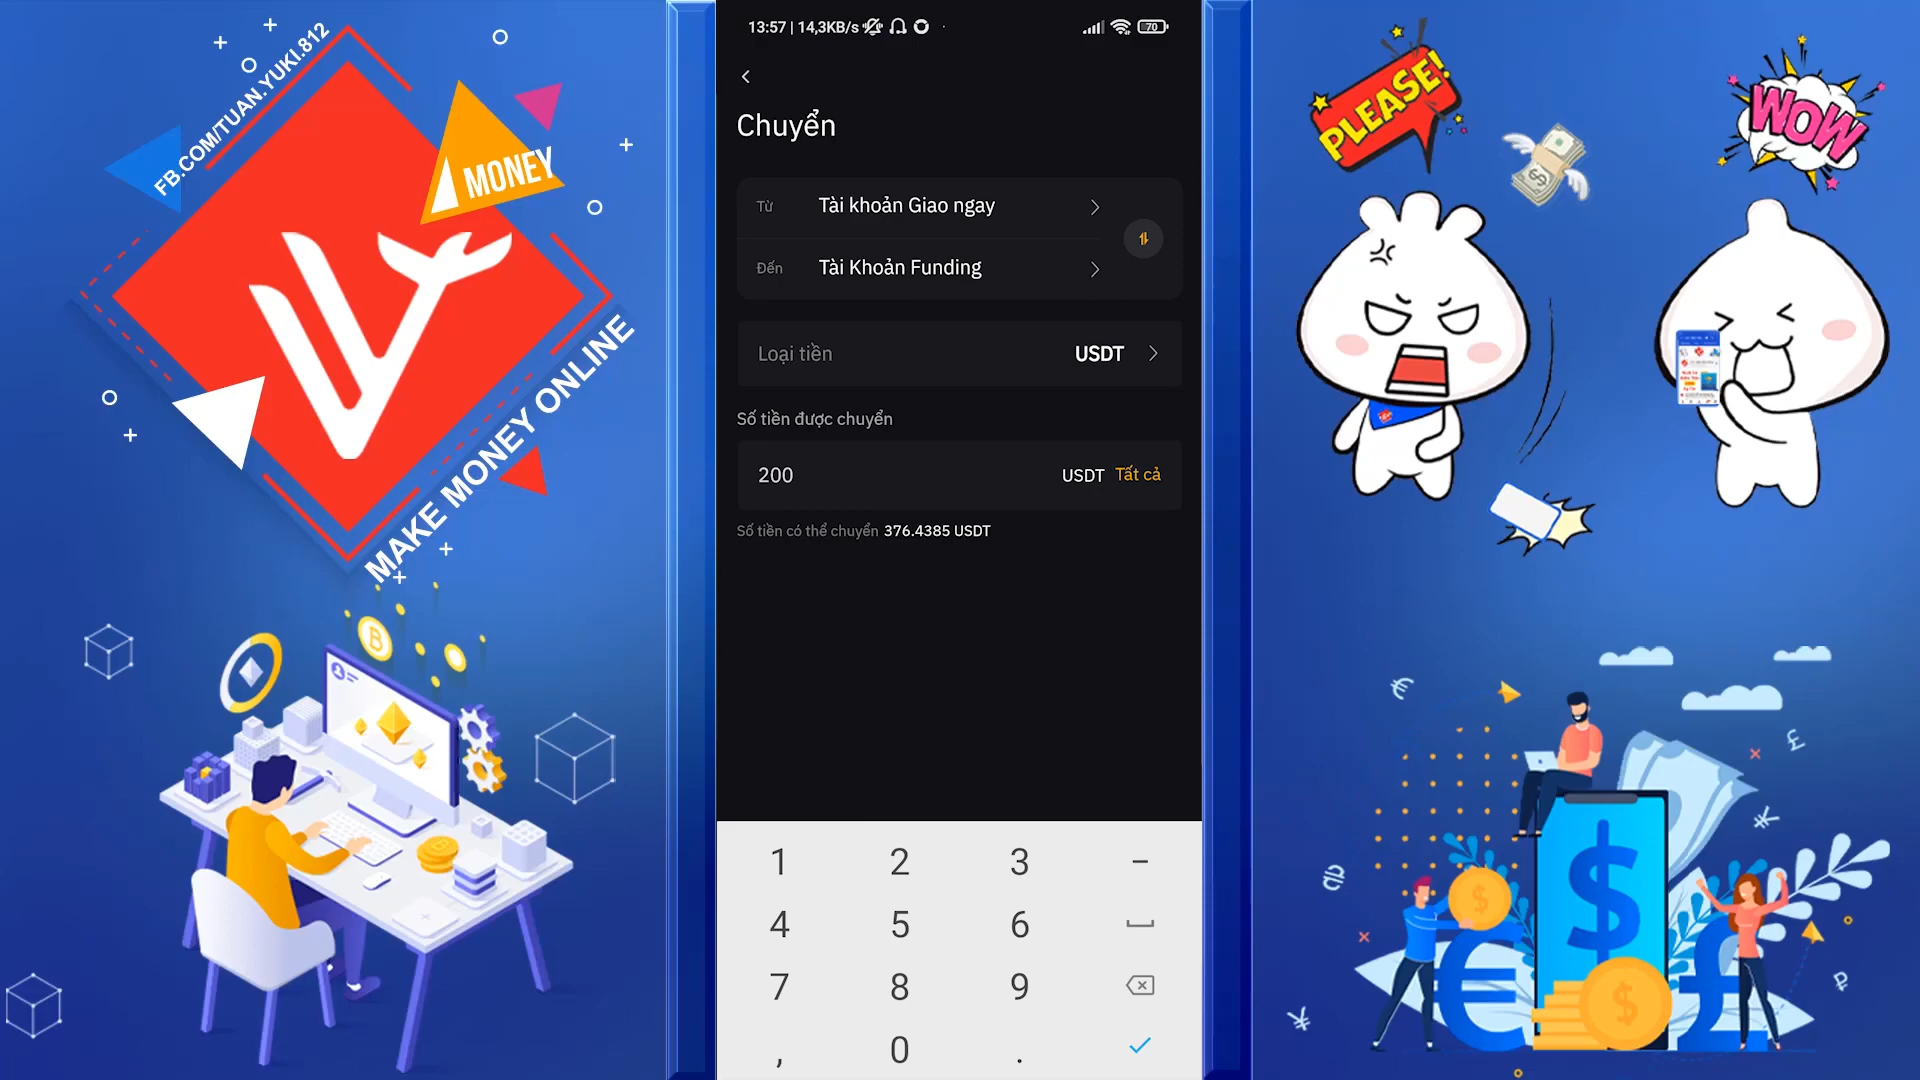 FB.COM/TUAN.YUKI.812
MONEY
MAKE MONEY ONLINE
13:57 | 14,3KB/s
70
Chuyển
Từ Tài khoản Giao ngay
Đến Tài Khoản Funding
Loại tiền USDT
Số tiền được chuyển
200 USDT Tất cả
Số tiền có thể chuyển 376.4385 USDT
1 2 3 -
4 5 6
7 8 9
, 0 .
PLEASE!
WOW